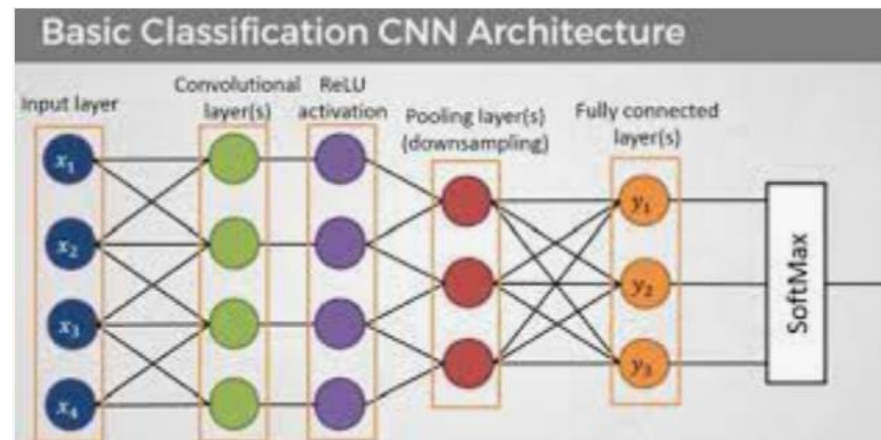 Basic Classification CNN Architecture
Input layer
Convolutional
layer(s)
ReLU
activation
Pooling layer(s)
(downsampling)
Fully connected
layer(s)
x₁
x₂
x₃
x₄
y₁
y₂
y₃
SoftMax